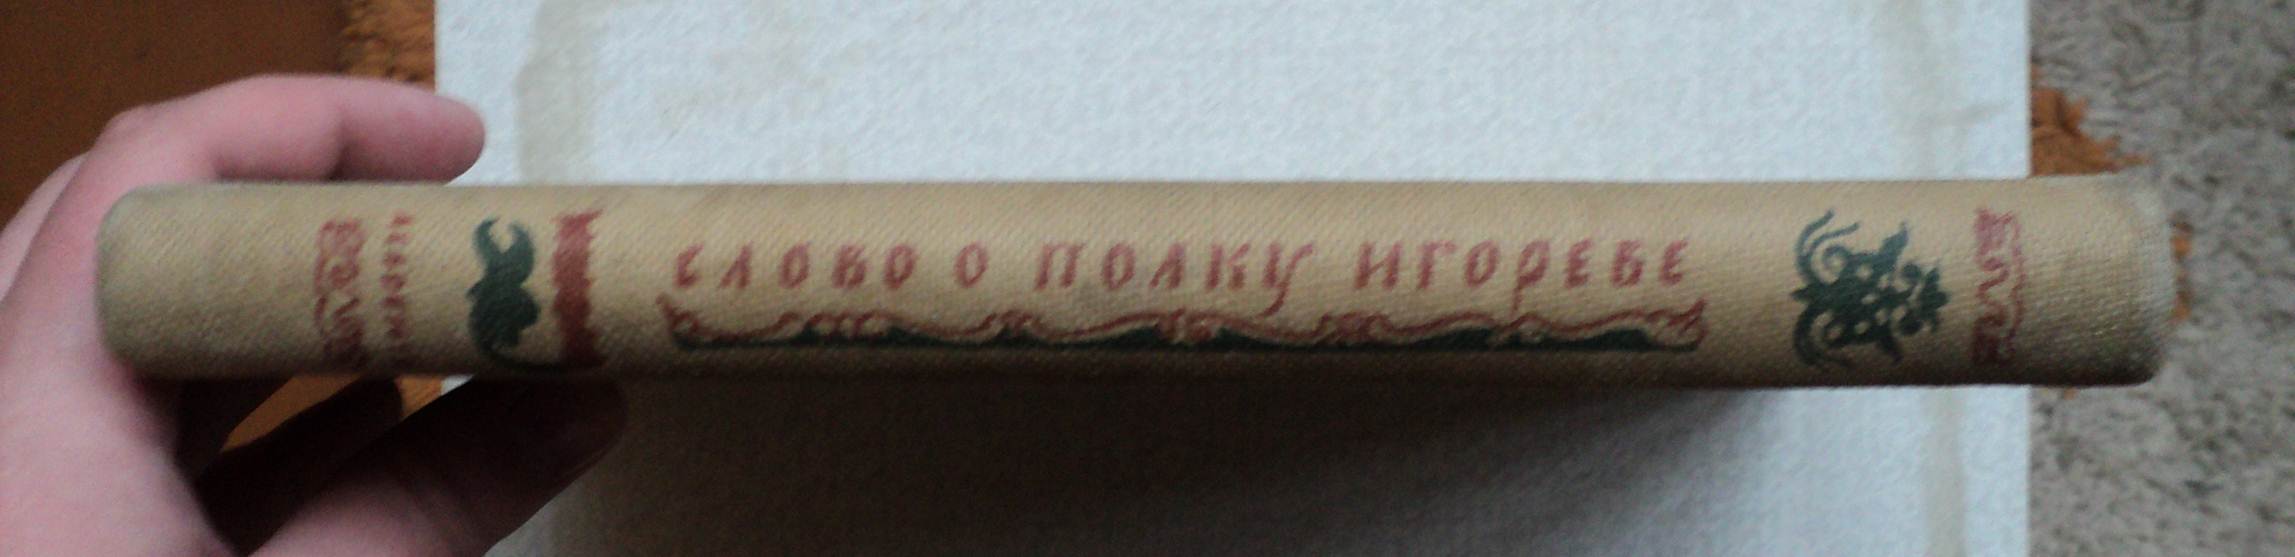 СЛОВО О ПОЛКУ ИГОРЕВЕ